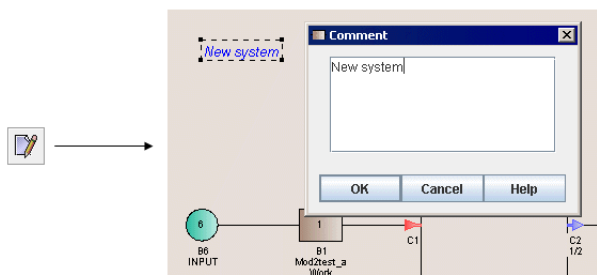 New system
Comment
New system
OK Cancel Help
6
1
B6
INPUT
B1
Mod2test_a
Work
C1
C2
1/2